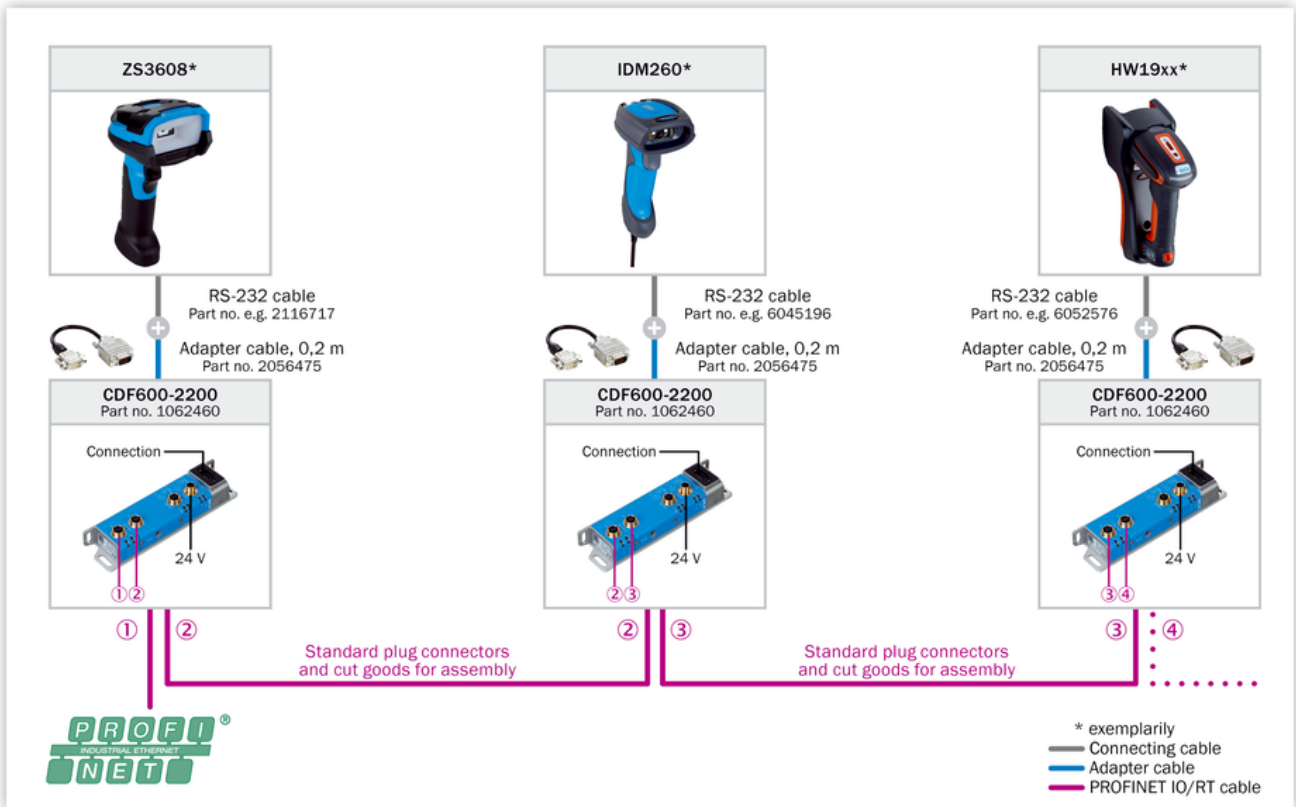 ZS3608*
IDM260*
HW19xx*
RS-232 cable
Part no. e.g. 2116717
Adapter cable, 0,2 m
Part no. 2056475
RS-232 cable
Part no. e.g. 6045196
Adapter cable, 0,2 m
Part no. 2056475
RS-232 cable
Part no. e.g. 6052576
Adapter cable, 0,2 m
Part no. 2056475
CDF600-2200
Part no. 1062460
Connection
24 V
①②
CDF600-2200
Part no. 1062460
Connection
24 V
②③
CDF600-2200
Part no. 1062460
Connection
24 V
③④
① ②
② ③
③ ④
Standard plug connectors
and cut goods for assembly
Standard plug connectors
and cut goods for assembly
PROFI®
INDUSTRIAL ETHERNET
NET
* exemplarily
Connecting cable
Adapter cable
PROFINET IO/RT cable